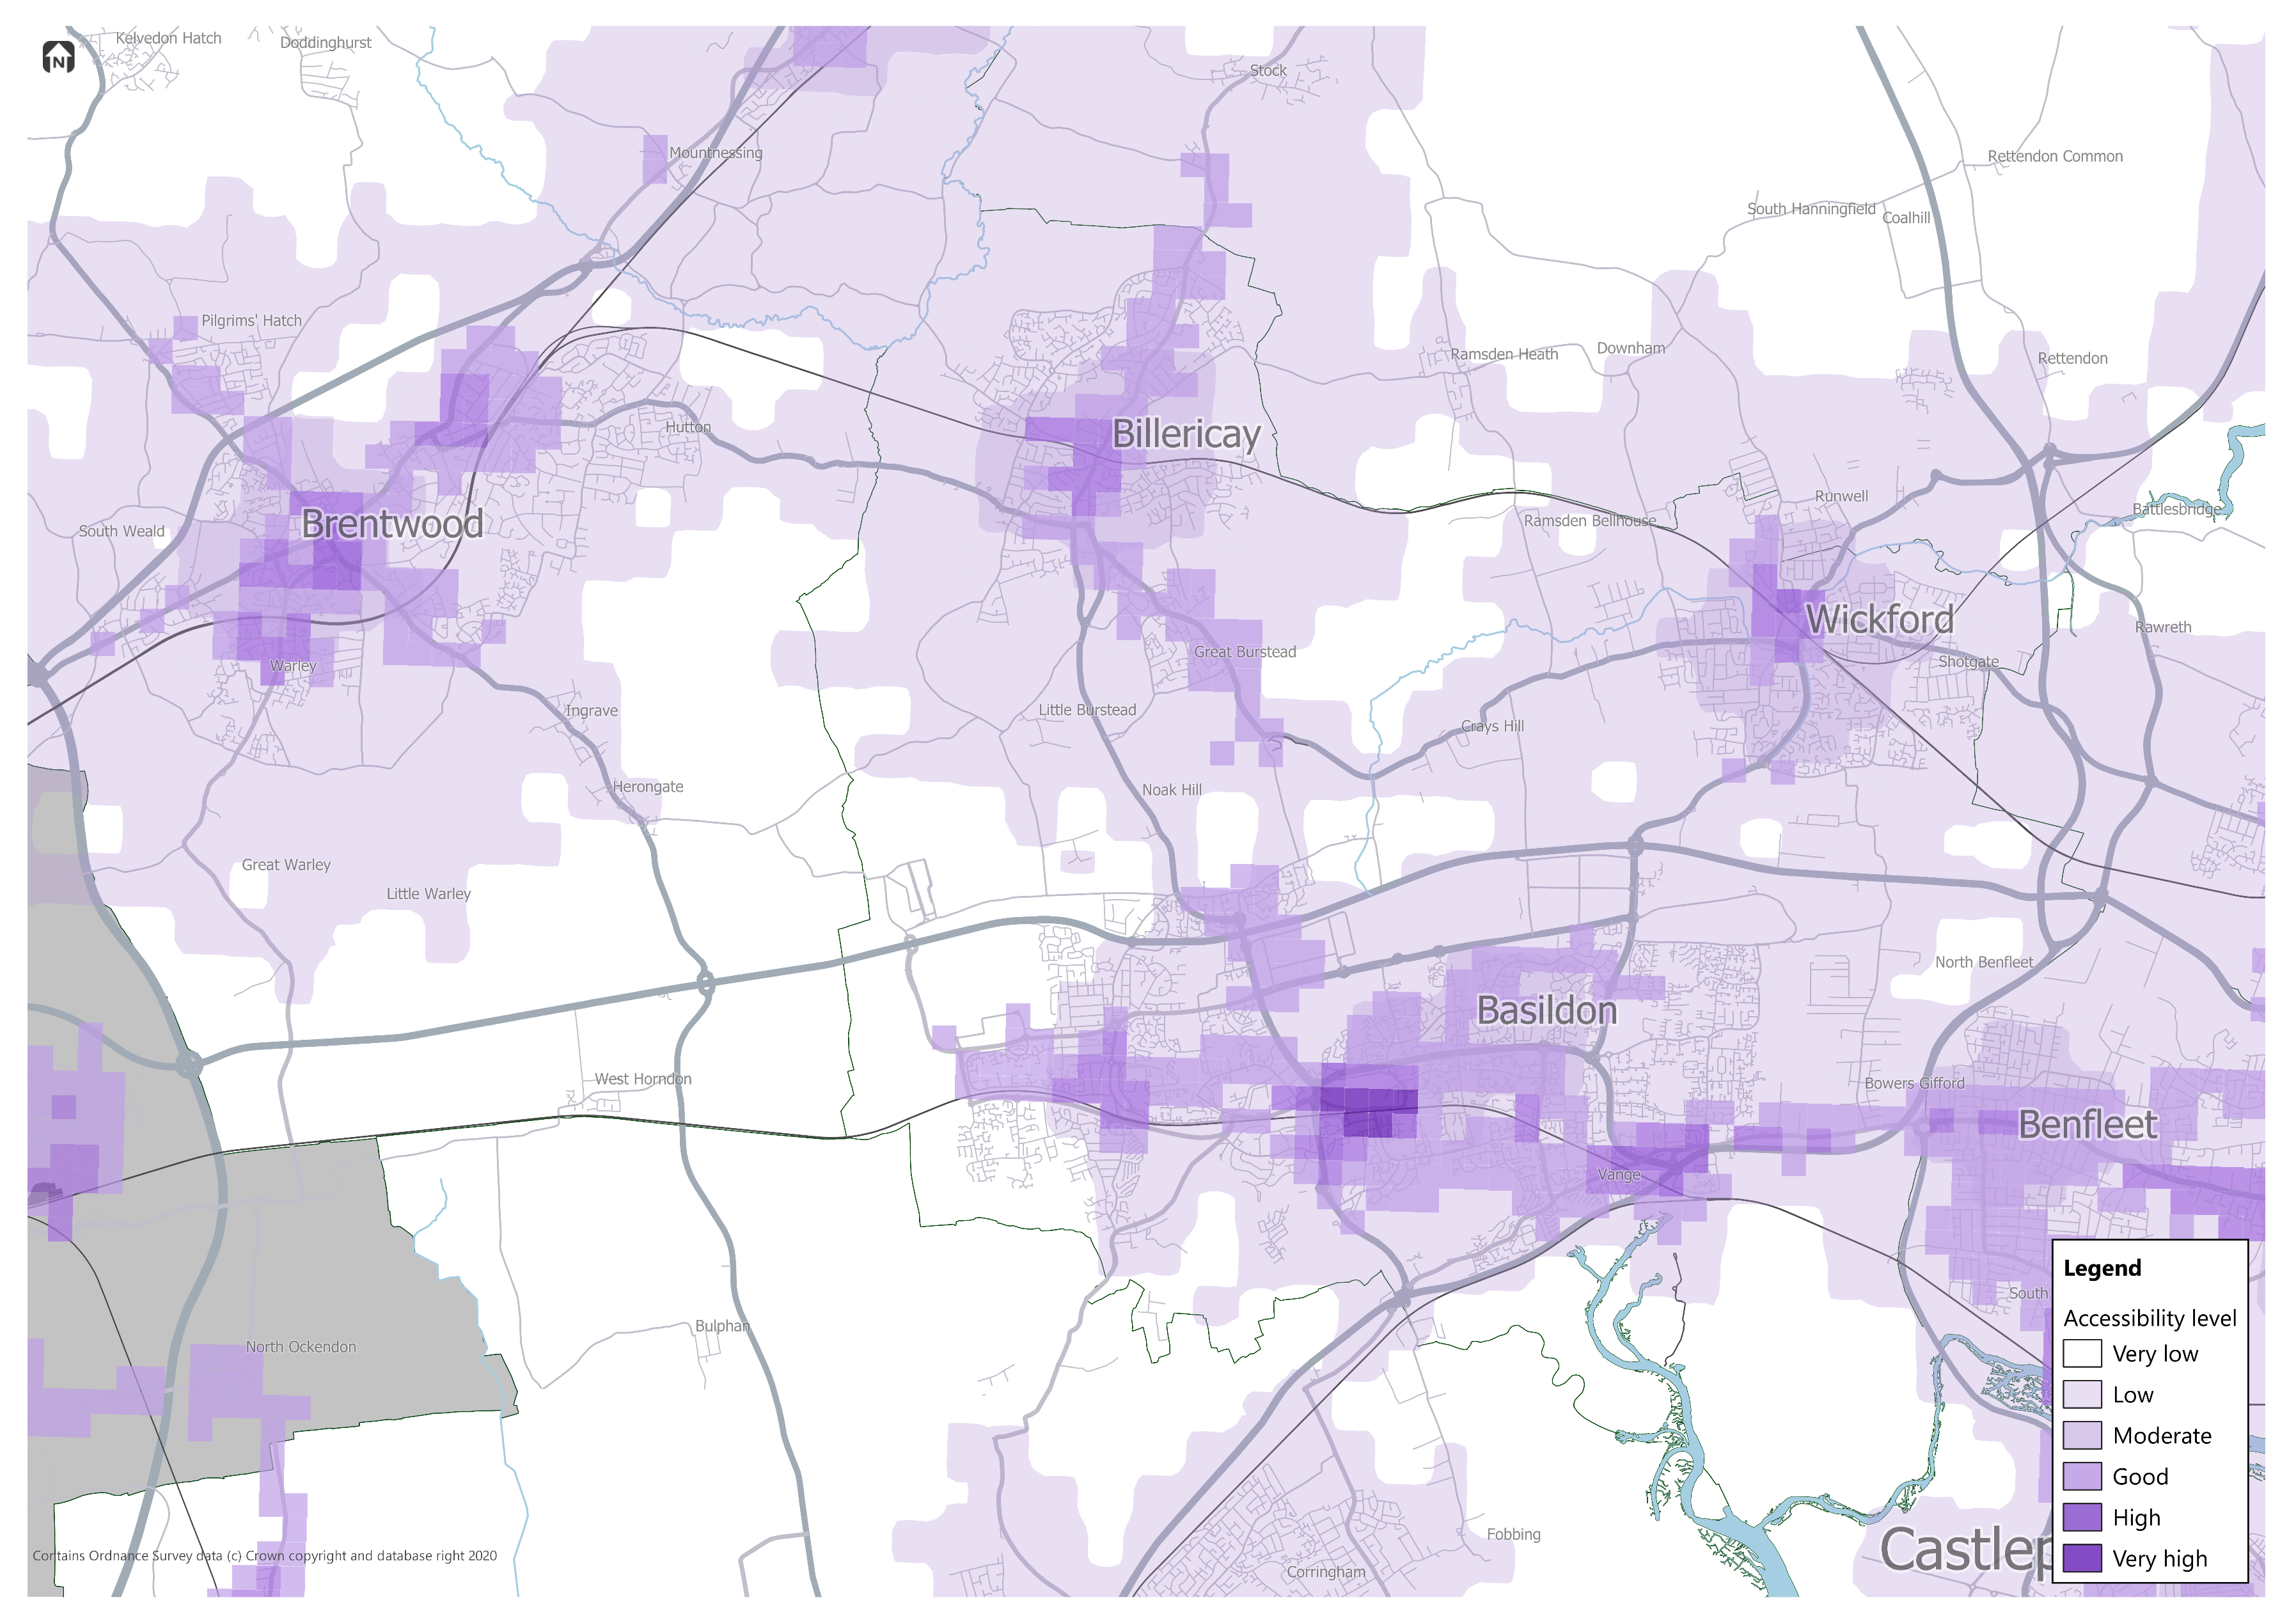 Kelvedon Hatch
Doddinghurst
Stock
N
Mountnessing
Rettendon Common
South Hanningfield
Coalhill
Pilgrims' Hatch
Ramsden Heath
Downham
Rettendon
Hutton
Billericay
Runwell
Battlesbridge
Brentwood
South Weald
Ramsden Bellhouse
Wickford
Rawreth
Great Burstead
Shotgate
Warley
Ingrave
Little Burstead
Crays Hill
Herongate
Noak Hill
Great Warley
Little Warley
North Benfleet
Basildon
West Horndon
Bowers Gifford
Benfleet
Vange
Legend
South
Accessibility level
Bulphan
North Ockendon
Very low
Low
Moderate
Good
High
Very high
Fobbing
Castlep
Corringham
Contains Ordnance Survey data (c) Crown copyright and database right 2020